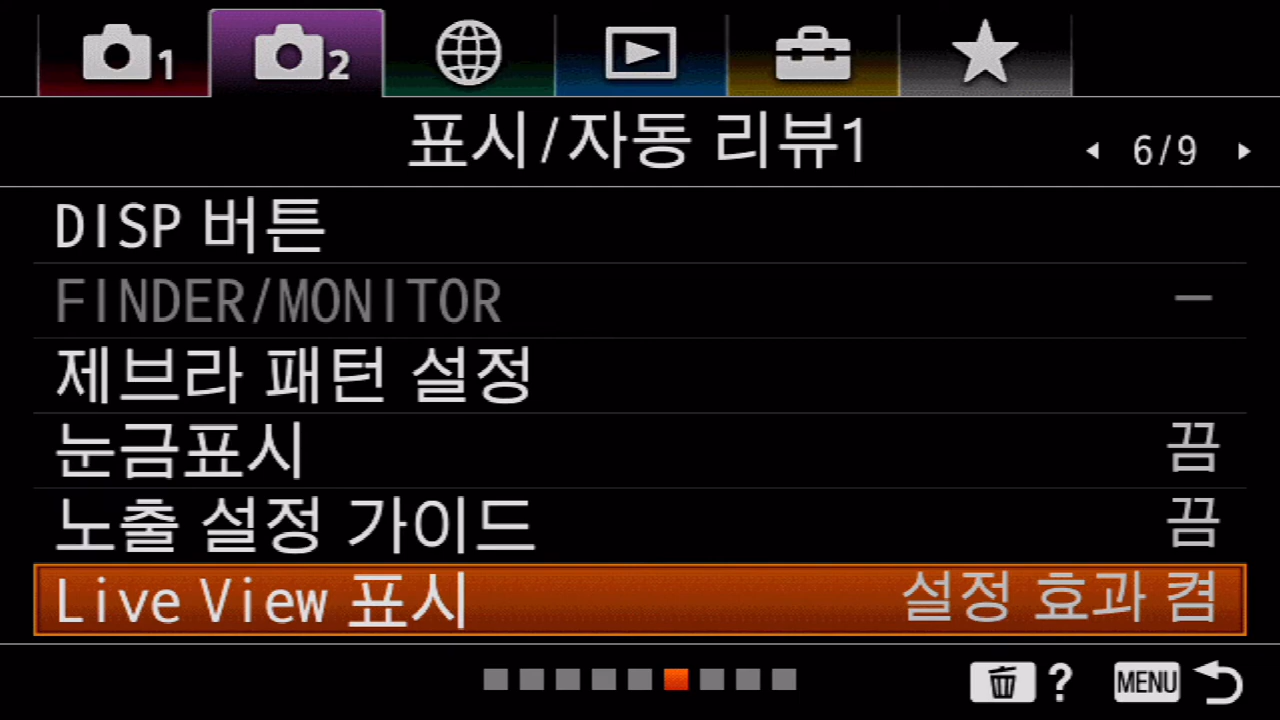 1 2
표시/자동 리뷰1 6/9
DISP 버튼
FINDER/MONITOR –
제브라 패턴 설정
눈금표시 끔
노출 설정 가이드 끔
Live View 표시 설정 효과 켬
? MENU